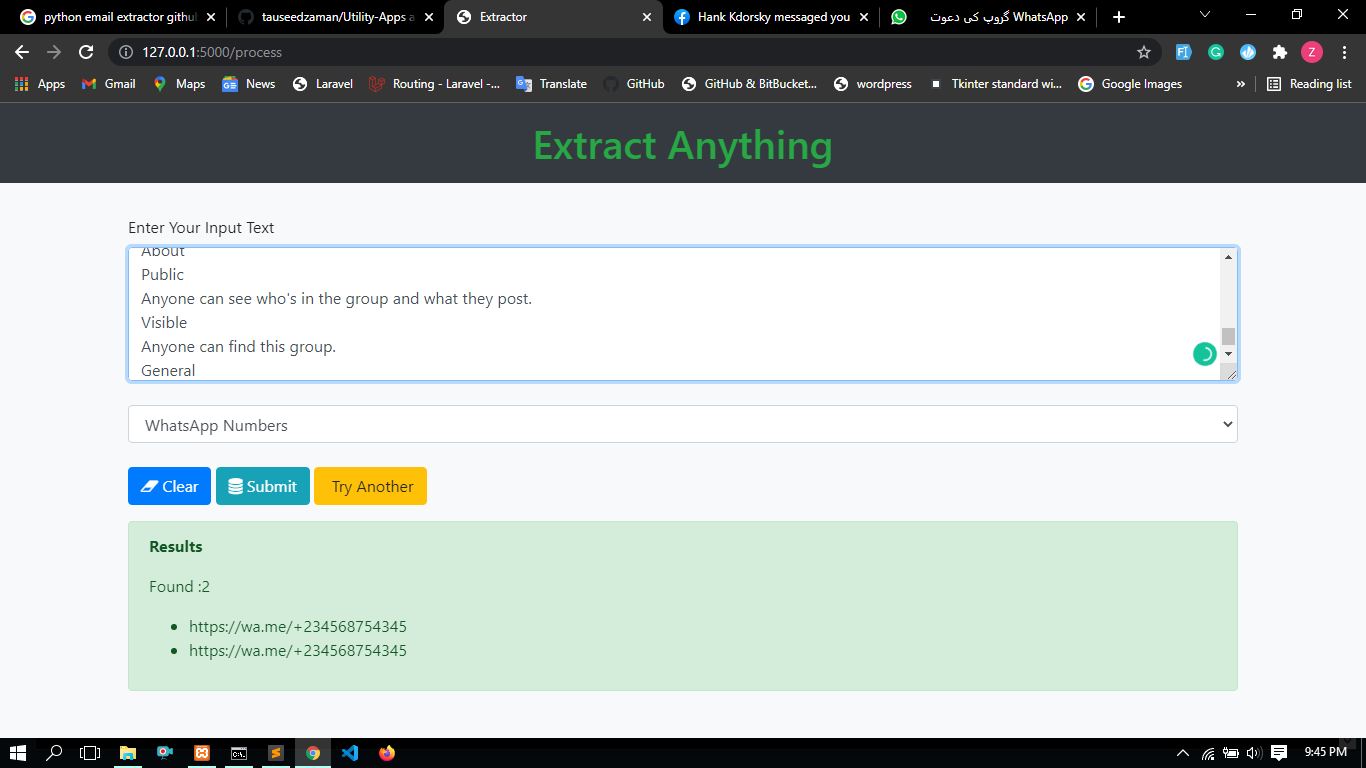 python email extractor githu
tauseedzaman/Utility-Apps a
Extractor
Hank Kdorsky messaged you
WhatsApp گروپ کی دعوت
127.0.0.1:5000/process
Z
Apps
Gmail
Maps
News
Laravel
Routing - Laravel -...
Translate
GitHub
GitHub & BitBucket...
wordpress
Tkinter standard wi...
Google Images
»
Reading list
Extract Anything
Enter Your Input Text
About
Public
Anyone can see who's in the group and what they post.
Visible
Anyone can find this group.
General
WhatsApp Numbers
Clear
Submit
Try Another
Results
Found :2
https://wa.me/+234568754345
https://wa.me/+234568754345
9:45 PM